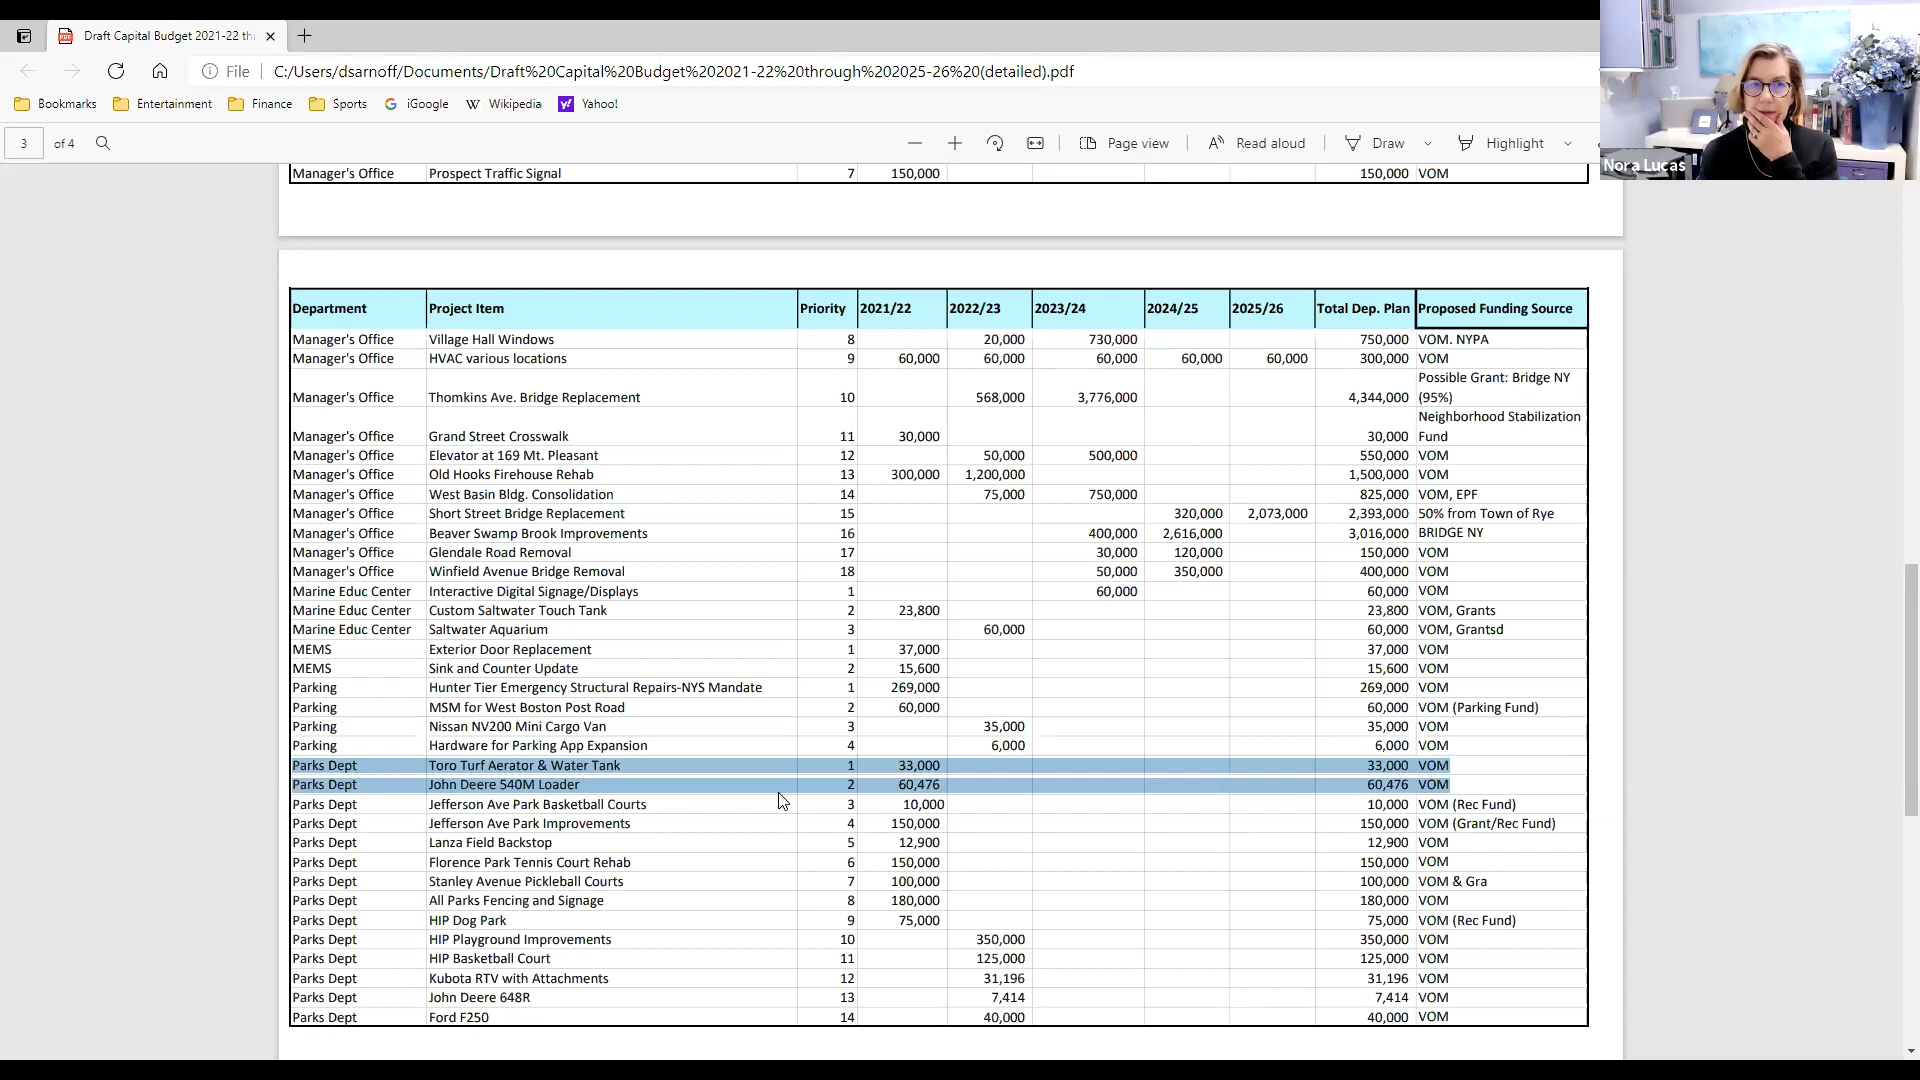 Draft Capital Budget 2021-22 th
File C:/Users/dsarnoff/Documents/Draft%20Capital%20Budget%202021-22%20through%202025-26%20(detailed).pdf
Bookmarks Entertainment Finance Sports iGoogle Wikipedia Yahoo!
3 of 4 Page view Read aloud Draw Highlight
Nora Lucas
Manager's Office Prospect Traffic Signal 7 150,000 150,000 VOM
Department Project Item Priority 2021/22 2022/23 2023/24 2024/25 2025/26 Total Dep. Plan Proposed Funding Source
Manager's Office Village Hall Windows 8 20,000 730,000 750,000 VOM. NYPA
Manager's Office HVAC various locations 9 60,000 60,000 60,000 60,000 60,000 300,000 VOM
Possible Grant: Bridge NY
Manager's Office Thomkins Ave. Bridge Replacement 10 568,000 3,776,000 4,344,000 (95%)
Neighborhood Stabilization
Manager's Office Grand Street Crosswalk 11 30,000 30,000 Fund
Manager's Office Elevator at 169 Mt. Pleasant 12 50,000 500,000 550,000 VOM
Manager's Office Old Hooks Firehouse Rehab 13 300,000 1,200,000 1,500,000 VOM
Manager's Office West Basin Bldg. Consolidation 14 75,000 750,000 825,000 VOM, EPF
Manager's Office Short Street Bridge Replacement 15 320,000 2,073,000 2,393,000 50% from Town of Rye
Manager's Office Beaver Swamp Brook Improvements 16 400,000 2,616,000 3,016,000 BRIDGE NY
Manager's Office Glendale Road Removal 17 30,000 120,000 150,000 VOM
Manager's Office Winfield Avenue Bridge Removal 18 50,000 350,000 400,000 VOM
Marine Educ Center Interactive Digital Signage/Displays 1 60,000 60,000 VOM
Marine Educ Center Custom Saltwater Touch Tank 2 23,800 23,800 VOM, Grants
Marine Educ Center Saltwater Aquarium 3 60,000 60,000 VOM, Grantsd
MEMS Exterior Door Replacement 1 37,000 37,000 VOM
MEMS Sink and Counter Update 2 15,600 15,600 VOM
Parking Hunter Tier Emergency Structural Repairs-NYS Mandate 1 269,000 269,000 VOM
Parking MSM for West Boston Post Road 2 60,000 60,000 VOM (Parking Fund)
Parking Nissan NV200 Mini Cargo Van 3 35,000 35,000 VOM
Parking Hardware for Parking App Expansion 4 6,000 6,000 VOM
Parks Dept Toro Turf Aerator & Water Tank 1 33,000 33,000 VOM
Parks Dept John Deere 540M Loader 2 60,476 60,476 VOM
Parks Dept Jefferson Ave Park Basketball Courts 3 10,000 10,000 VOM (Rec Fund)
Parks Dept Jefferson Ave Park Improvements 4 150,000 150,000 VOM (Grant/Rec Fund)
Parks Dept Lanza Field Backstop 5 12,900 12,900 VOM
Parks Dept Florence Park Tennis Court Rehab 6 150,000 150,000 VOM
Parks Dept Stanley Avenue Pickleball Courts 7 100,000 100,000 VOM & Gra
Parks Dept All Parks Fencing and Signage 8 180,000 180,000 VOM
Parks Dept HIP Dog Park 9 75,000 75,000 VOM (Rec Fund)
Parks Dept HIP Playground Improvements 10 350,000 350,000 VOM
Parks Dept HIP Basketball Court 11 125,000 125,000 VOM
Parks Dept Kubota RTV with Attachments 12 31,196 31,196 VOM
Parks Dept John Deere 648R 13 7,414 7,414 VOM
Parks Dept Ford F250 14 40,000 40,000 VOM